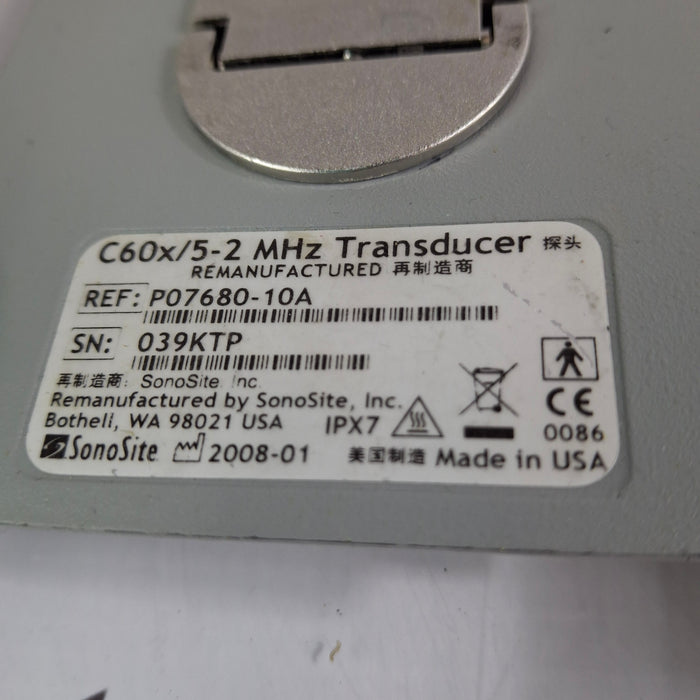 C60x/5-2 MHz Transducer 探头
REMANUFACTURED 再制造商
REF: P07680-10A
SN: 039KTP
再制造商: SonoSite Inc.
Remanufactured by SonoSite, Inc.
Bothell, WA 98021 USA IPX7
CE
0086
SonoSite 2008-01 美国制造 Made in USA